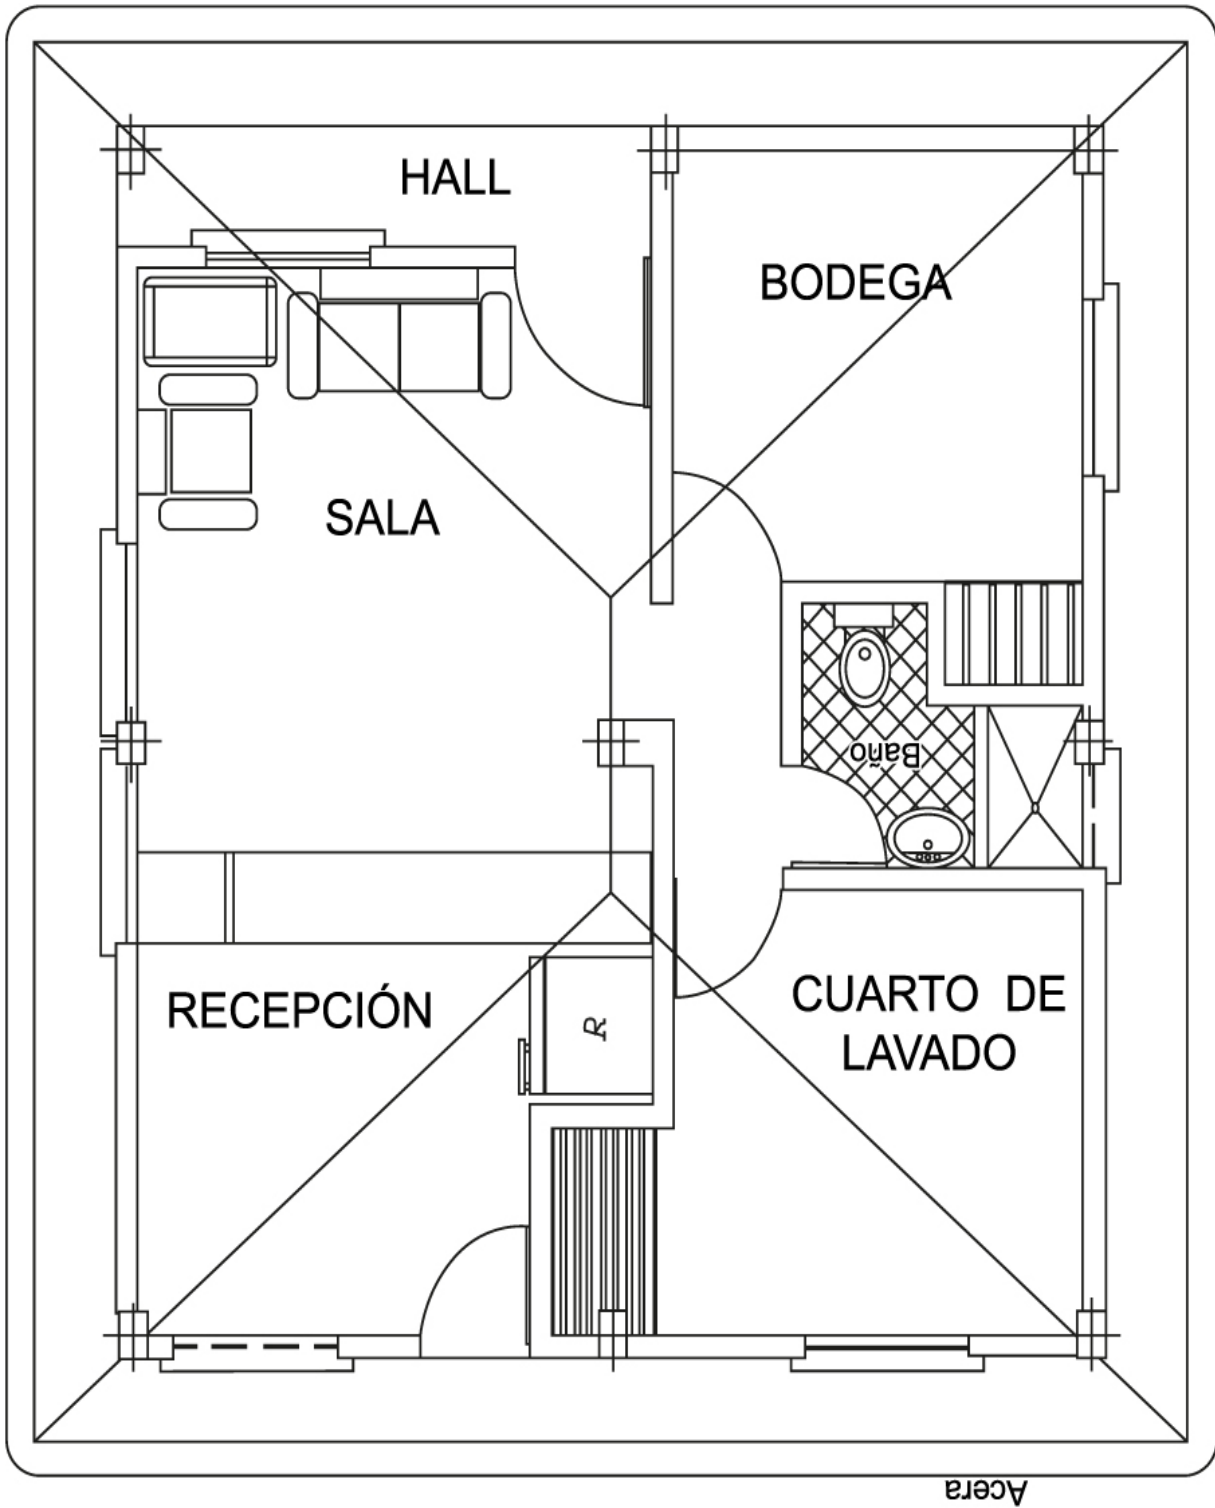 HALL
BODEGA
SALA
Baño
RECEPCIÓN
R
CUARTO DE
LAVADO
Acera